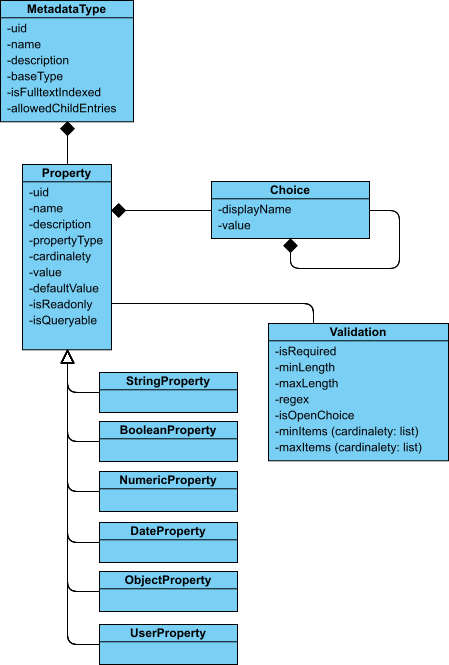 MetadataType
-uid
-name
-description
-baseType
-isFulltextIndexed
-allowedChildEntries
Property
-uid
-name
-description
-propertyType
-cardinalety
-value
-defaultValue
-isReadonly
-isQueryable
Choice
-displayName
-value
Validation
-isRequired
-minLength
-maxLength
-regex
-isOpenChoice
-minItems (cardinalety: list)
-maxItems (cardinalety: list)
StringProperty
BooleanProperty
NumericProperty
DateProperty
ObjectProperty
UserProperty